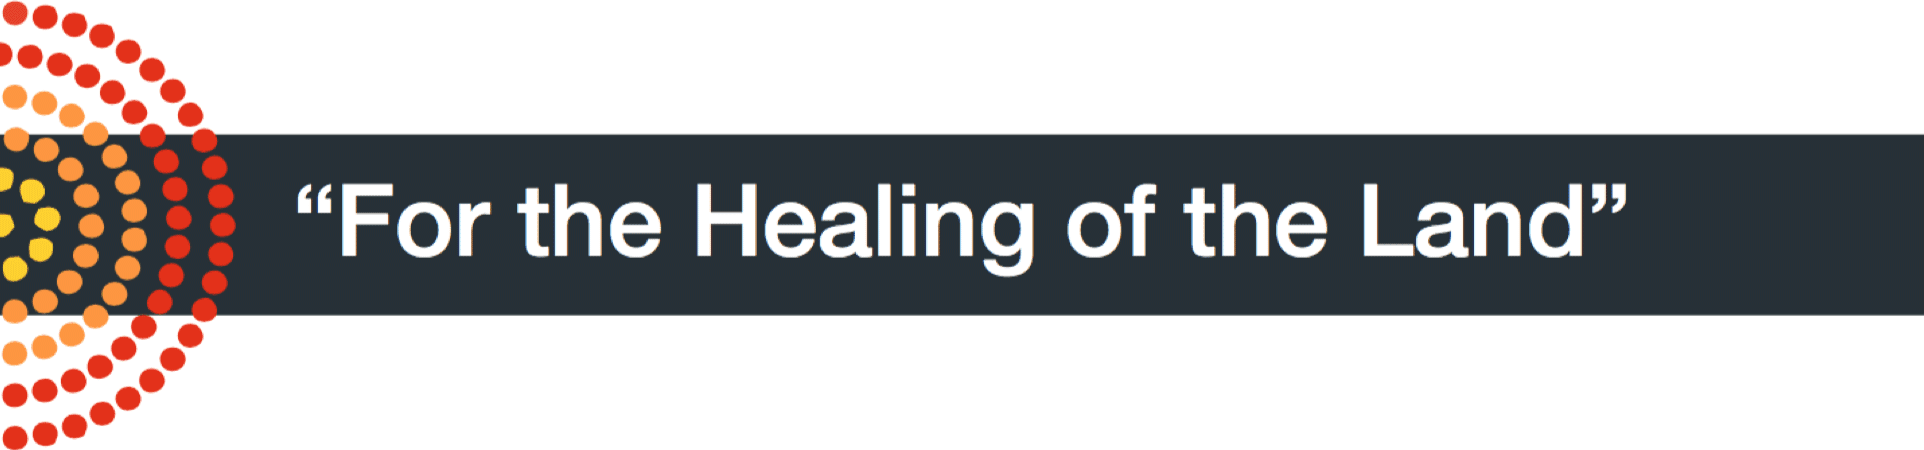 “For the Healing of the Land”